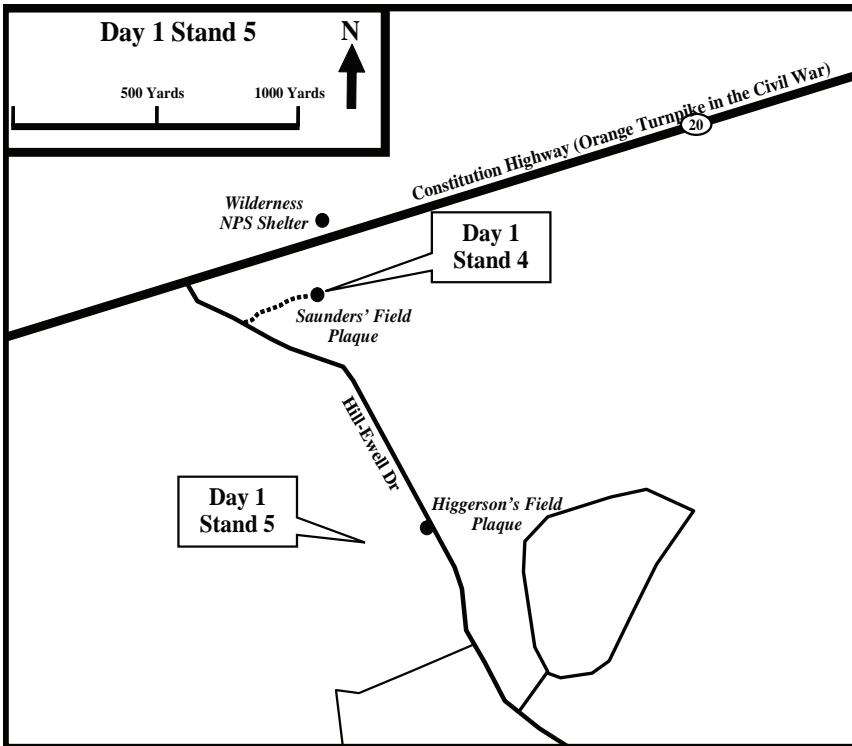 Day 1 Stand 5
N
500 Yards
1000 Yards
Constitution Highway (Orange Turnpike in the Civil War)
20
Wilderness
NPS Shelter
Day 1
Stand 4
Saunders’ Field
Plaque
Hill-Ewell Dr
Day 1
Stand 5
Higgerson’s Field
Plaque